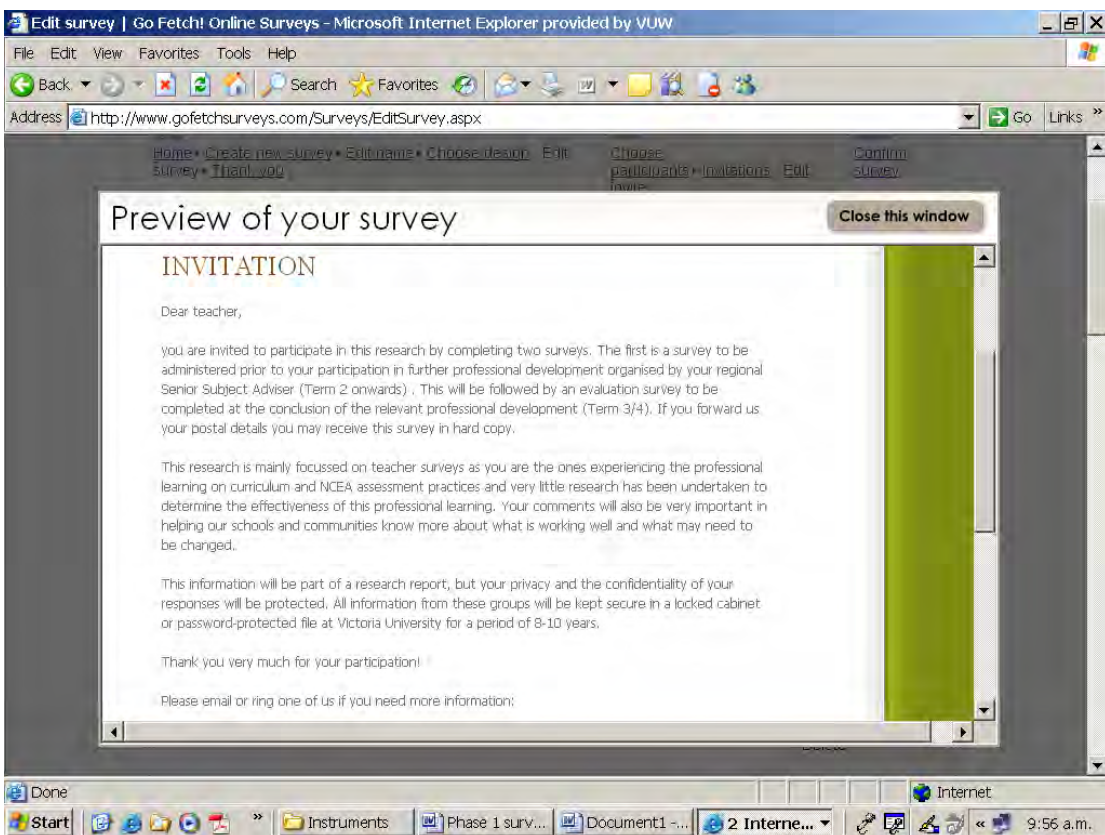 Edit survey | Go Fetch! Online Surveys - Microsoft Internet Explorer provided by VUW
File Edit View Favorites Tools Help
Back Search Favorites
Address http://www.gofetchsurveys.com/Surveys/EditSurvey.aspx Go Links »
Home • Create new survey • Edit name • Choose design Edit Choose Confirm
survey • Thank you participants • Invitations Edit survey
invite
Preview of your survey Close this window
INVITATION
Dear teacher,
you are invited to participate in this research by completing two surveys. The first is a survey to be
administered prior to your participation in further professional development organised by your regional
Senior Subject Adviser (Term 2 onwards) . This will be followed by an evaluation survey to be
completed at the conclusion of the relevant professional development (Term 3/4). If you forward us
your postal details you may receive this survey in hard copy.
This research is mainly focussed on teacher surveys as you are the ones experiencing the professional
learning on curriculum and NCEA assessment practices and very little research has been undertaken to
determine the effectiveness of this professional learning. Your comments will also be very important in
helping our schools and communities know more about what is working well and what may need to
be changed.
This information will be part of a research report, but your privacy and the confidentiality of your
responses will be protected. All information from these groups will be kept secure in a locked cabinet
or password-protected file at Victoria University for a period of 8-10 years.
Thank you very much for your participation!
Please email or ring one of us if you need more information:
Done Internet
Start » Instruments Phase 1 surv... Document1 -... 2 Interne... « 9:56 a.m.